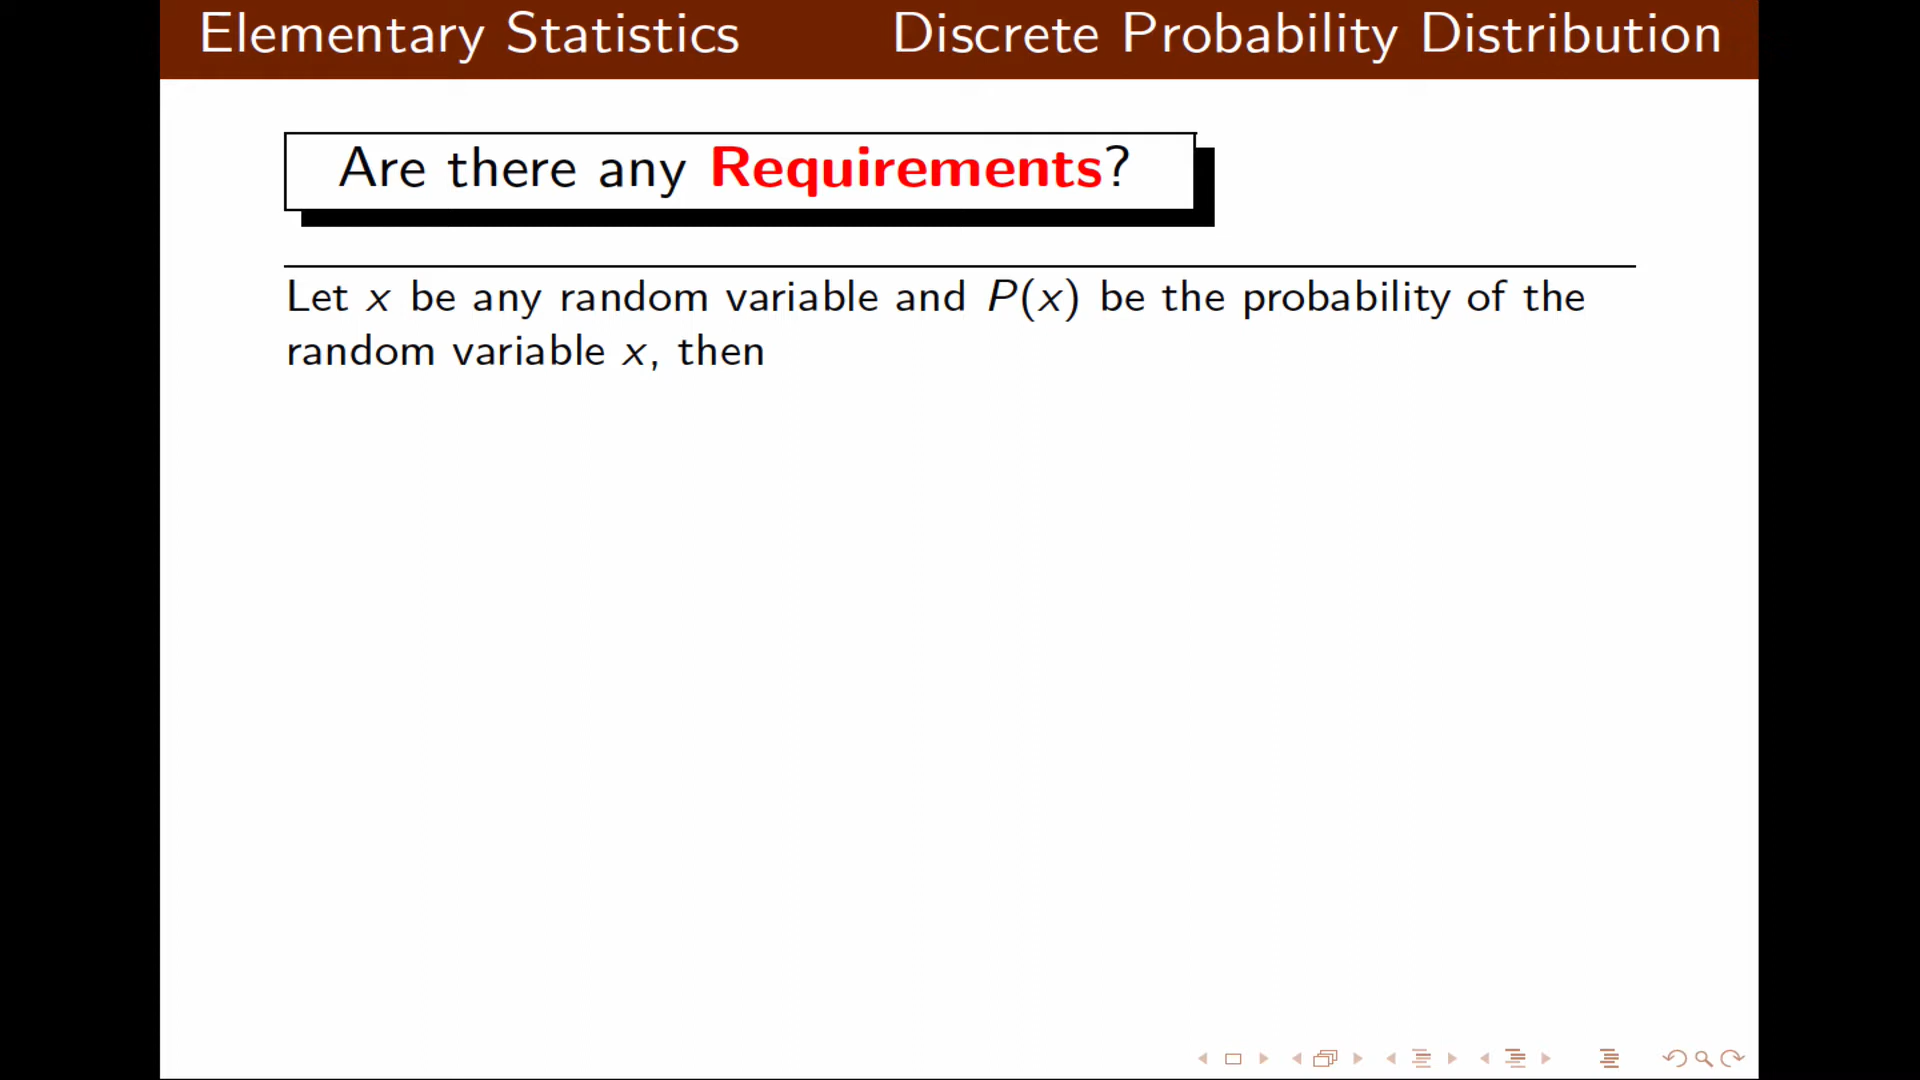 Elementary Statistics Discrete Probability Distribution
Are there any Requirements?
Let x be any random variable and P(x) be the probability of the
random variable x, then